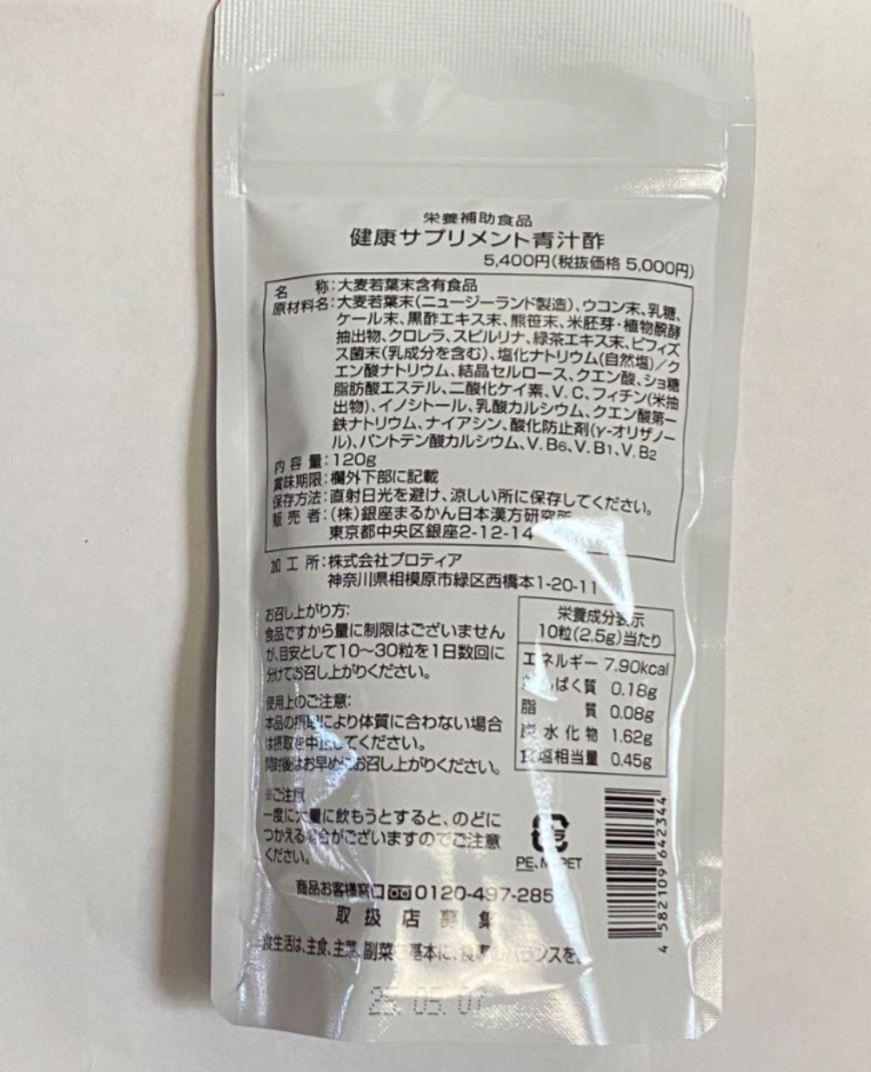 栄養補助食品
健康サプリメント青汁酢
5,400円(税抜価格 5,000円)
名 称:大麦若葉末含有食品
原材料名:大麦若葉末(ニュージーランド製造)、ウコン末、乳糖、
ケール末、黒酢エキス末、熊笹末、米胚芽・植物醗酵
抽出物、クロレラ、スピルリナ、緑茶エキス末、ビフィズ
ス菌末(乳成分を含む)、塩化ナトリウム(自然塩)/ク
エン酸ナトリウム、結晶セルロース、クエン酸、ショ糖
脂肪酸エステル、二酸化ケイ素、V.C、フィチン(米抽
出物)、イノシトール、乳酸カルシウム、クエン酸第一
鉄ナトリウム、ナイアシン、酸化防止剤(γ-オリザノー
ル)、パントテン酸カルシウム、V.B6、V.B1、V.B2
内容量:120g
賞味期限:欄外下部に記載
保存方法:直射日光を避け、涼しい所に保存してください。
販売者:(株)銀座まるかん日本漢方研究所
東京都中央区銀座2-12-14
加工所:株式会社プロティア
神奈川県相模原市緑区西橋本1-20-11
お召し上がり方:
食品ですから量に制限はございません
が、目安として10〜30粒を1日数回に
分けてお召し上がりください。
使用上のご注意:
本品の摂取により体質に合わない場合
は摂取を中止してください。
開封後はお早めにお召し上がりください。
※ご注意
一度に大量に飲もうとすると、のどに
つかえる場合がございますのでご注意
ください。
栄養成分表示
10粒(2.5g)当たり
エネルギー 7.90kcal
たんぱく質 0.18g
脂質 0.08g
炭水化物 1.62g
食塩相当量 0.45g
プラ
PE、M、PET
4 582109 642344
商品お客様窓口 0120-497-285
取扱店募集
食生活は、主食、主菜、副菜を基本に、食事のバランスを。
25.05.07